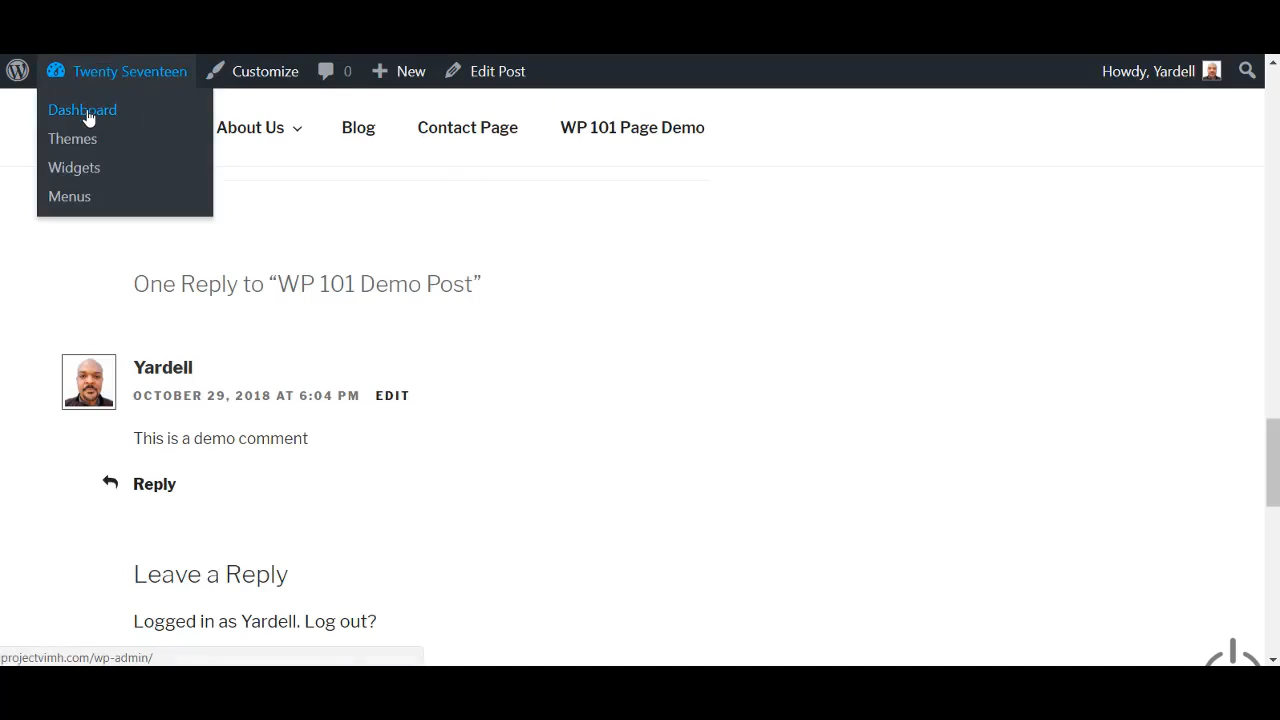 Twenty Seventeen Customize 0 New Edit Post Howdy, Yardell
Dashboard
Themes
Widgets
Menus
About Us Blog Contact Page WP 101 Page Demo
One Reply to “WP 101 Demo Post”
Yardell
OCTOBER 29, 2018 AT 6:04 PM EDIT
This is a demo comment
Reply
Leave a Reply
Logged in as Yardell. Log out?
projectvimh.com/wp-admin/